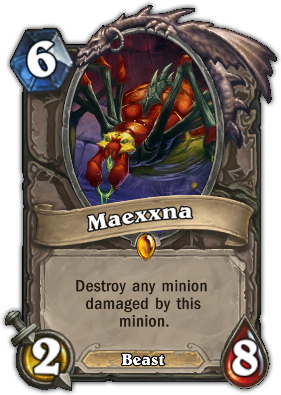 6
Maexxna
Destroy any minion
damaged by this
minion.
2
Beast
8